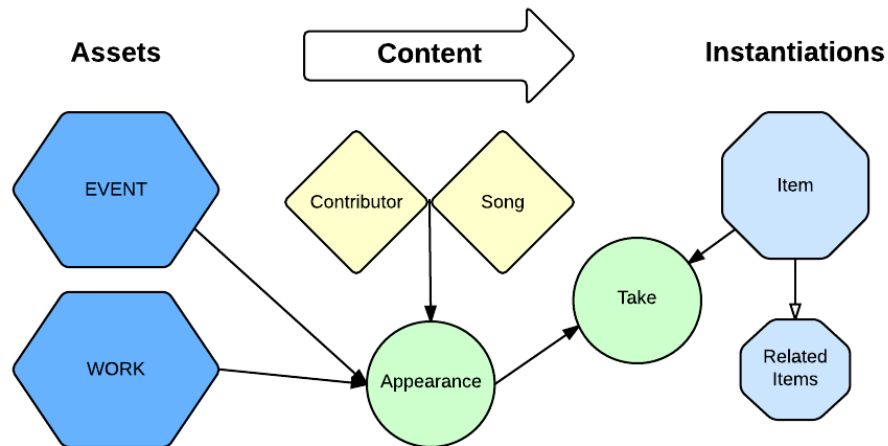 Assets
Content
Instantiations
EVENT
Contributor
Song
Item
Take
WORK
Appearance
Related
Items